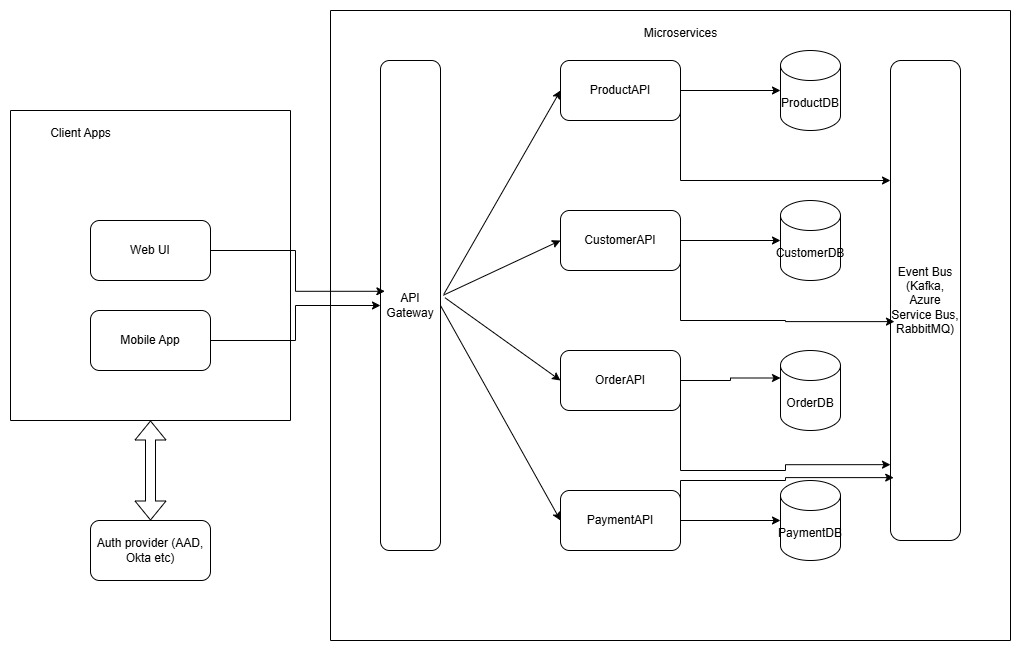 Microservices
Client Apps
Web UI
Mobile App
Auth provider (AAD,
Okta etc)
API
Gateway
ProductAPI
ProductDB
CustomerAPI
CustomerDB
OrderAPI
OrderDB
PaymentAPI
PaymentDB
Event Bus
(Kafka,
Azure
Service Bus,
RabbitMQ)